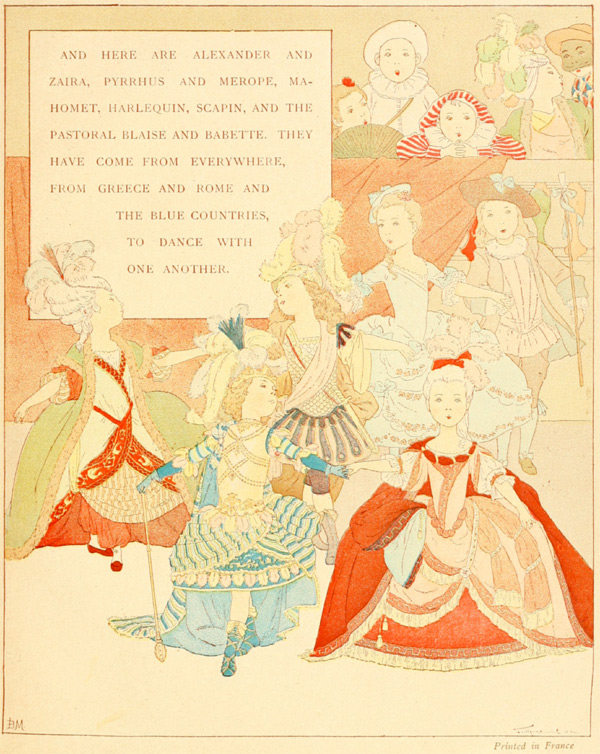 AND HERE ARE ALEXANDER AND
ZAIRA, PYRRHUS AND MEROPE, MA-
HOMET, HARLEQUIN, SCAPIN, AND THE
PASTORAL BLAISE AND BABETTE. THEY
HAVE COME FROM EVERYWHERE,
FROM GREECE AND ROME AND
THE BLUE COUNTRIES,
TO DANCE WITH
ONE ANOTHER.
BM
Printed in France